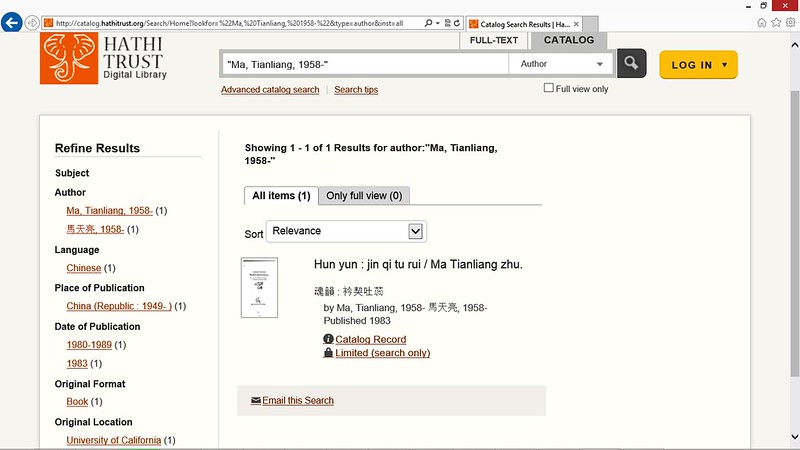 http://catalog.hathitrust.org/Search/Home?lookfor=%22Ma,%20Tianliang,%201958-%22&type=author&inst=all
Catalog Search Results | Ha...
HATHI
TRUST
Digital Library
FULL-TEXT
CATALOG
"Ma, Tianliang, 1958-"
Author
LOG IN
Advanced catalog search
Search tips
Full view only
Refine Results
Subject
Author
Ma, Tianliang, 1958- (1)
馬天亮, 1958- (1)
Language
Chinese (1)
Place of Publication
China (Republic : 1949- ) (1)
Date of Publication
1980-1989 (1)
1983 (1)
Original Format
Book (1)
Original Location
University of California (1)
Showing 1 - 1 of 1 Results for author:"Ma, Tianliang,
1958-"
All items (1)
Only full view (0)
Sort
Relevance
Hun yun : jin qi tu rui / Ma Tianliang zhu.
魂韻 : 衿契吐蕊
by Ma, Tianliang, 1958- 馬天亮, 1958-
Published 1983
Catalog Record
Limited (search only)
Email this Search